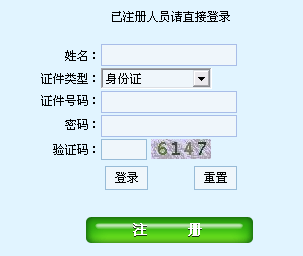 已注册人员请直接登录
姓名：
证件类型： 身份证
证件号码：
密码：
验证码： 6147
登录 重置
注 册